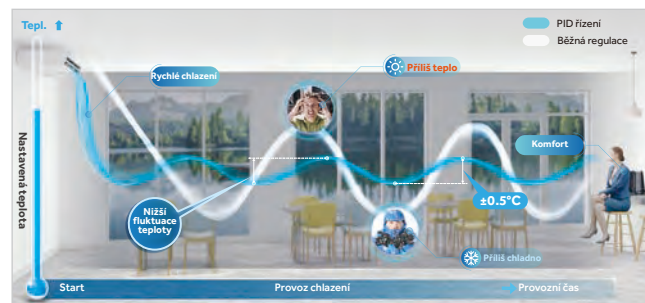 Tepl.
PID řízení
Běžná regulace
Rychlé chlazení
Příliš teplo
Nastavená teplota
Komfort
Nižší
fluktuace
teploty
±0.5°C
Příliš chladno
Start
Provoz chlazení
Provozní čas